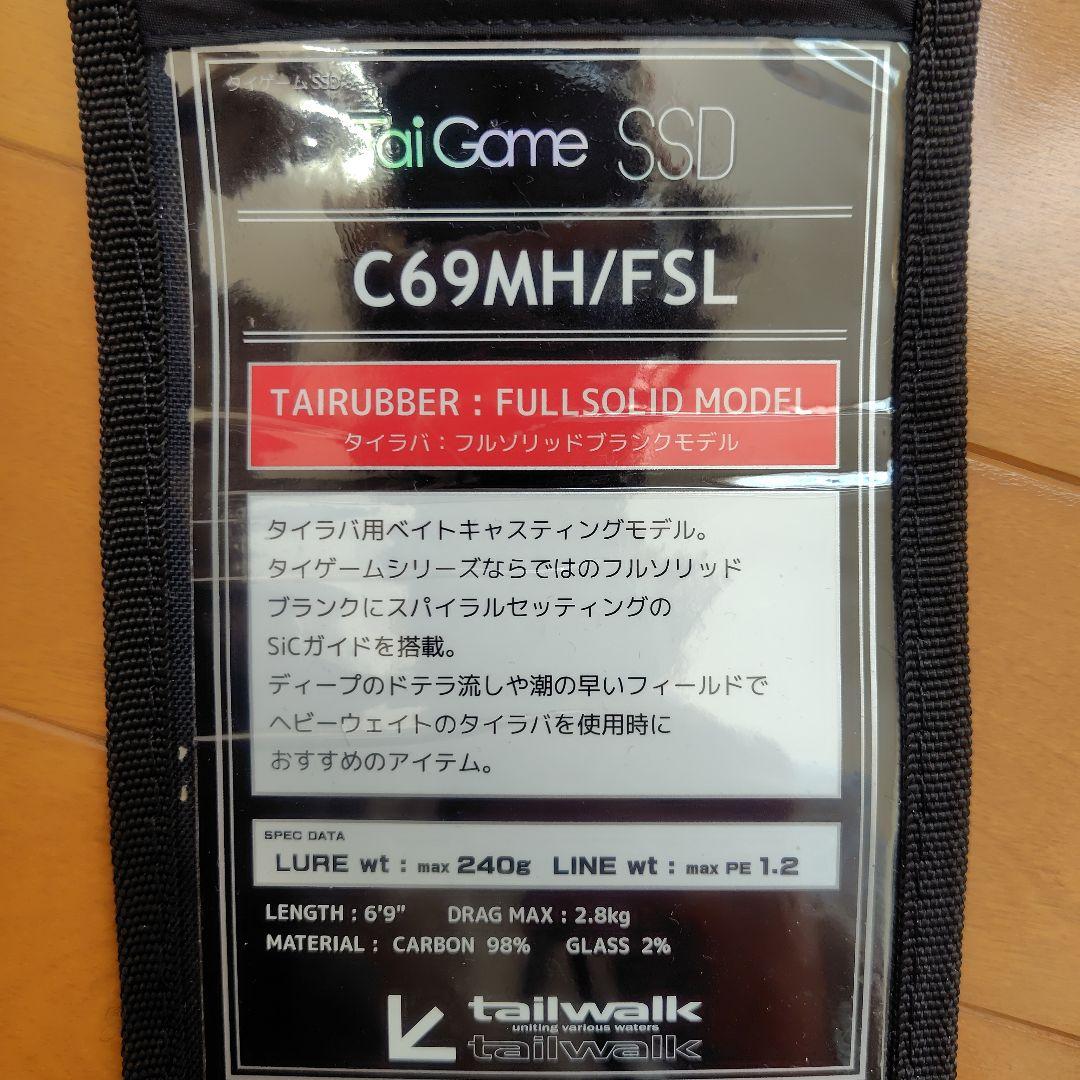 タイゲームSSD
Tai Game SSD
C69MH/FSL
TAIRUBBER : FULLSOLID MODEL
タイラバ：フルソリッドブランクモデル
タイラバ用ベイトキャスティングモデル。
タイゲームシリーズならではのフルソリッド
ブランクにスパイラルセッティングの
SiCガイドを搭載。
ディープのドテラ流しや潮の早いフィールドで
ヘビーウェイトのタイラバを使用時に
おすすめのアイテム。
SPEC DATA
LURE wt : max 240g LINE wt : max PE 1.2
LENGTH : 6'9" DRAG MAX : 2.8kg
MATERIAL : CARBON 98% GLASS 2%
tailwalk
uniting various waters
tailwalk